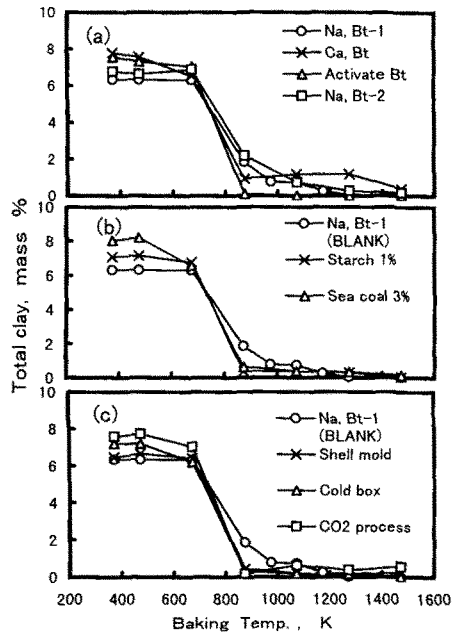 (a)
Na, Bt-1
Ca, Bt
Activate Bt
Na, Bt-2
10
8
6
4
2
0
(b)
Na, Bt-1
(BLANK)
Starch 1%
Sea coal 3%
10
8
6
4
2
0
(c)
Na, Bt-1
(BLANK)
Shell mold
Cold box
CO2 process
10
8
6
4
2
0
200 400 600 800 1000 1200 1400 1600
Baking Temp., K
Total clay, mass %